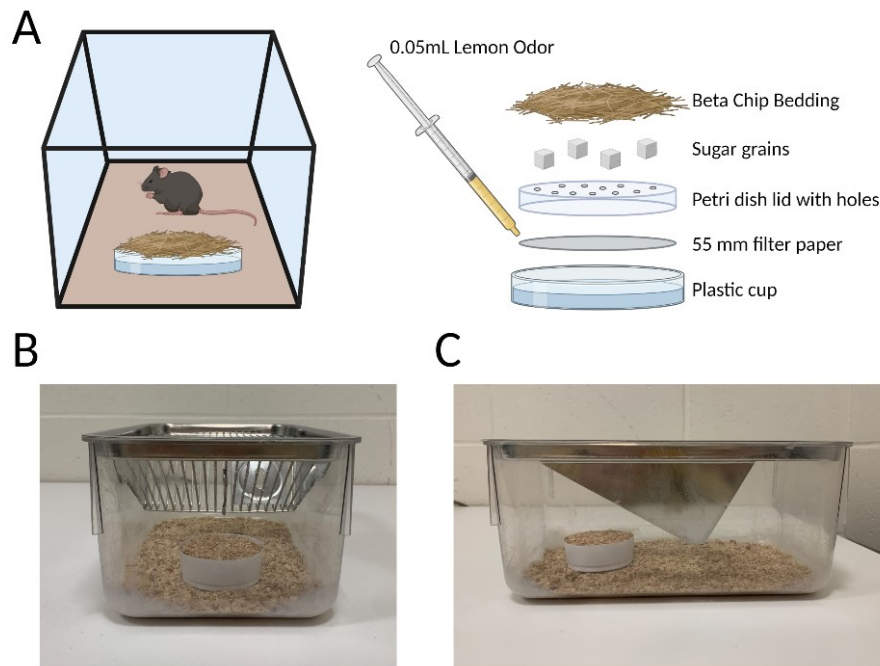 A
0.05mL Lemon Odor
Beta Chip Bedding
Sugar grains
Petri dish lid with holes
55 mm filter paper
Plastic cup
B
C